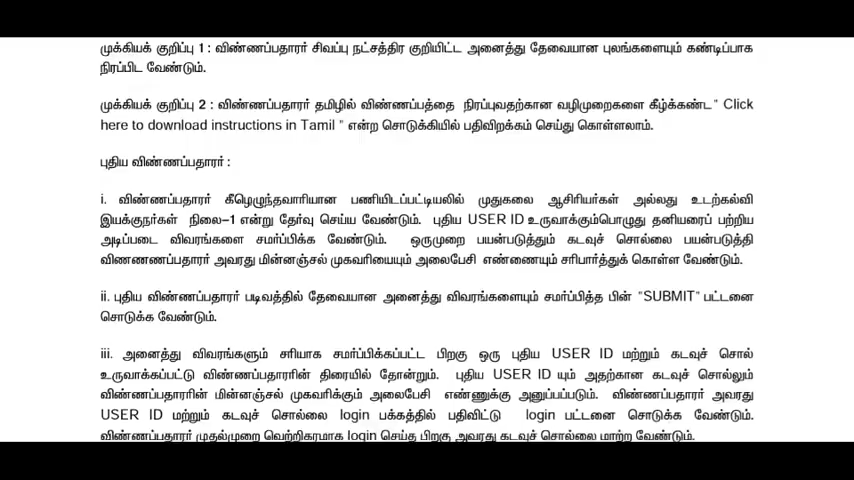 முக்கியக் குறிப்பு 1 : விண்ணப்பதாரர் சிவப்பு நட்சத்திர குறியிட்ட அனைத்து தேவையான புலங்களையும் கண்டிப்பாக
நிரப்பிட வேண்டும்.
முக்கியக் குறிப்பு 2 : விண்ணப்பதாரர் தமிழில் விண்ணப்பத்தை நிரப்புவதற்கான வழிமுறைகளை கீழ்க்கண்ட " Click
here to download instructions in Tamil " என்ற சொடுக்கியில் பதிவிறக்கம் செய்து கொள்ளலாம்.
புதிய விண்ணப்பதாரர் :
i. விண்ணப்பதாரர் கீழெழுந்தவாரியான பணியிடப்பட்டியலில் முதுகலை ஆசிரியர்கள் அல்லது உடற்கல்வி
இயக்குநர்கள் நிலை–1 என்று தேர்வு செய்ய வேண்டும். புதிய USER ID உருவாக்கும்பொழுது தனியரைப் பற்றிய
அடிப்படை விவரங்களை சமர்ப்பிக்க வேண்டும். ஒருமுறை பயன்படுத்தும் கடவுச் சொல்லை பயன்படுத்தி
விணணணப்பதாரர் அவரது மின்னஞ்சல் முகவரியையும் அலைபேசி எண்ணையும் சரிபார்த்துக் கொள்ள வேண்டும்.
ii. புதிய விண்ணப்பதாரர் படிவத்தில் தேவையான அனைத்து விவரங்களையும் சமர்ப்பித்த பின் "SUBMIT" பட்டனை
சொடுக்க வேண்டும்.
iii. அனைத்து விவரங்களும் சரியாக சமர்ப்பிக்கப்பட்ட பிறகு ஒரு புதிய USER ID மற்றும் கடவுச் சொல்
உருவாக்கப்பட்டு விண்ணப்பதாரரின் திரையில் தோன்றும். புதிய USER ID யும் அதற்கான கடவுச் சொல்லும்
விண்ணப்பதாரரின் மின்னஞ்சல் முகவரிக்கும் அலைபேசி எண்ணுக்கு அனுப்பப்படும். விண்ணப்பதாரர் அவரது
USER ID மற்றும் கடவுச் சொல்லை login பக்கத்தில் பதிவிட்டு login பட்டனை சொடுக்க வேண்டும்.
விண்ணப்பதாரர் முதல்முறை வெற்றிகரமாக login செய்த பிறகு அவரது கடவுச் சொல்லை மாற்ற வேண்டும்.